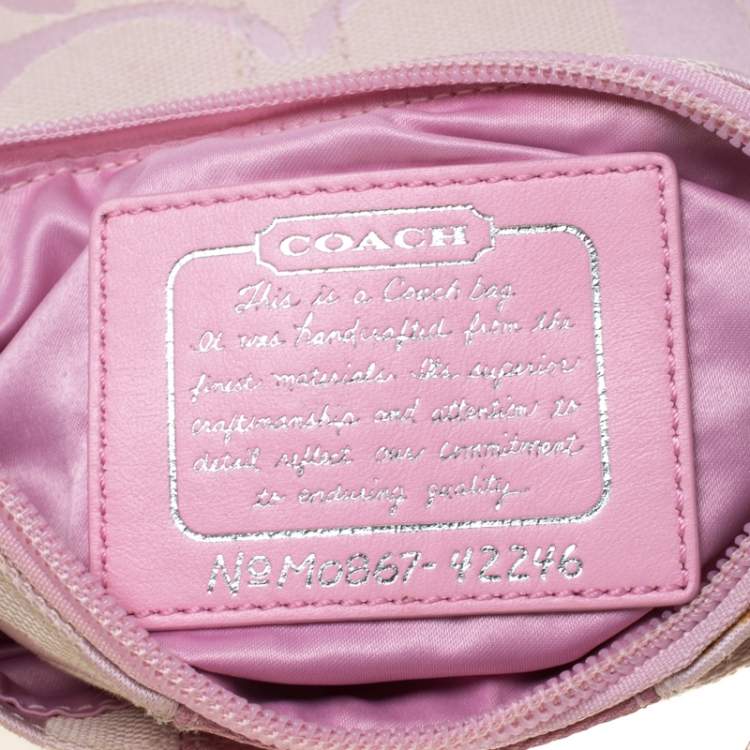 COACH
This is a Coach bag
It was handcrafted from the
finest materials. Its superior
craftsmanship and attention to
detail reflect our commitment
to enduring quality.
No M0867-42246